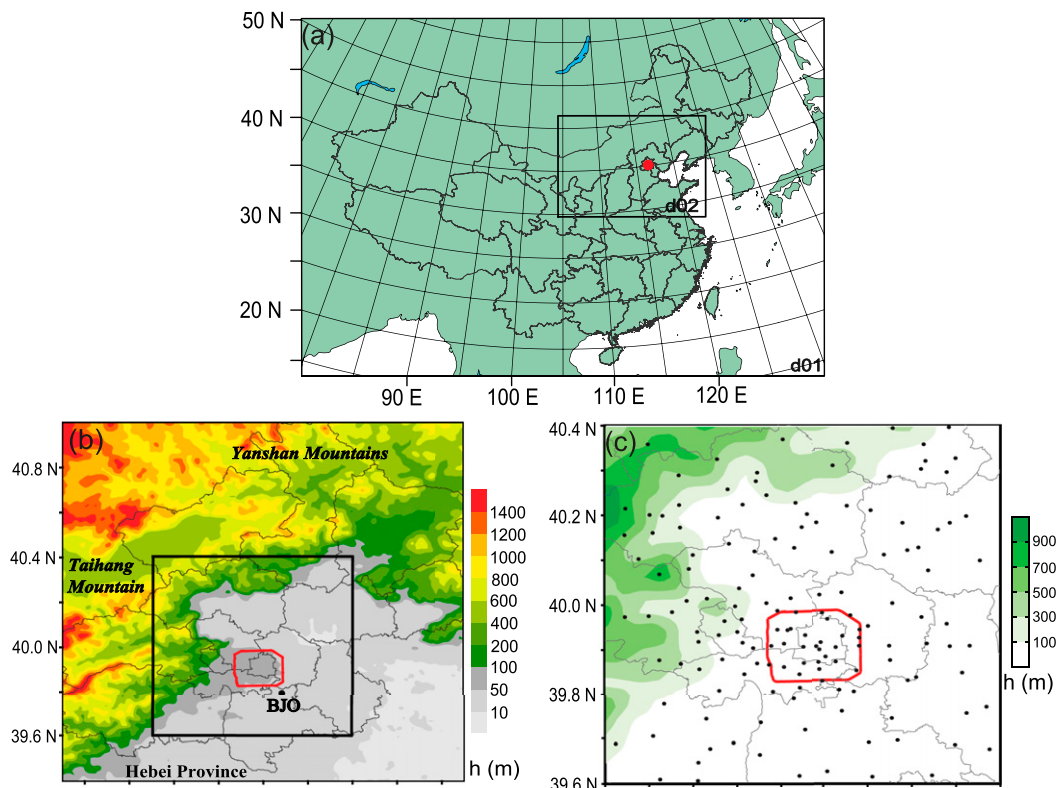 50 N
(a)
40 N
30 N
20 N
d02
d01
90 E
100 E
110 E
120 E
(b)
Yanshan Mountains
40.8 N
40.4 N
Taihang
Mountain
40.0 N
39.6 N
BJO
Hebei Province
1400
1200
1000
800
600
400
200
100
50
10
h (m)
40.4 N
(c)
40.2 N
40.0 N
39.8 N
39.6 N
900
700
500
300
100
h (m)